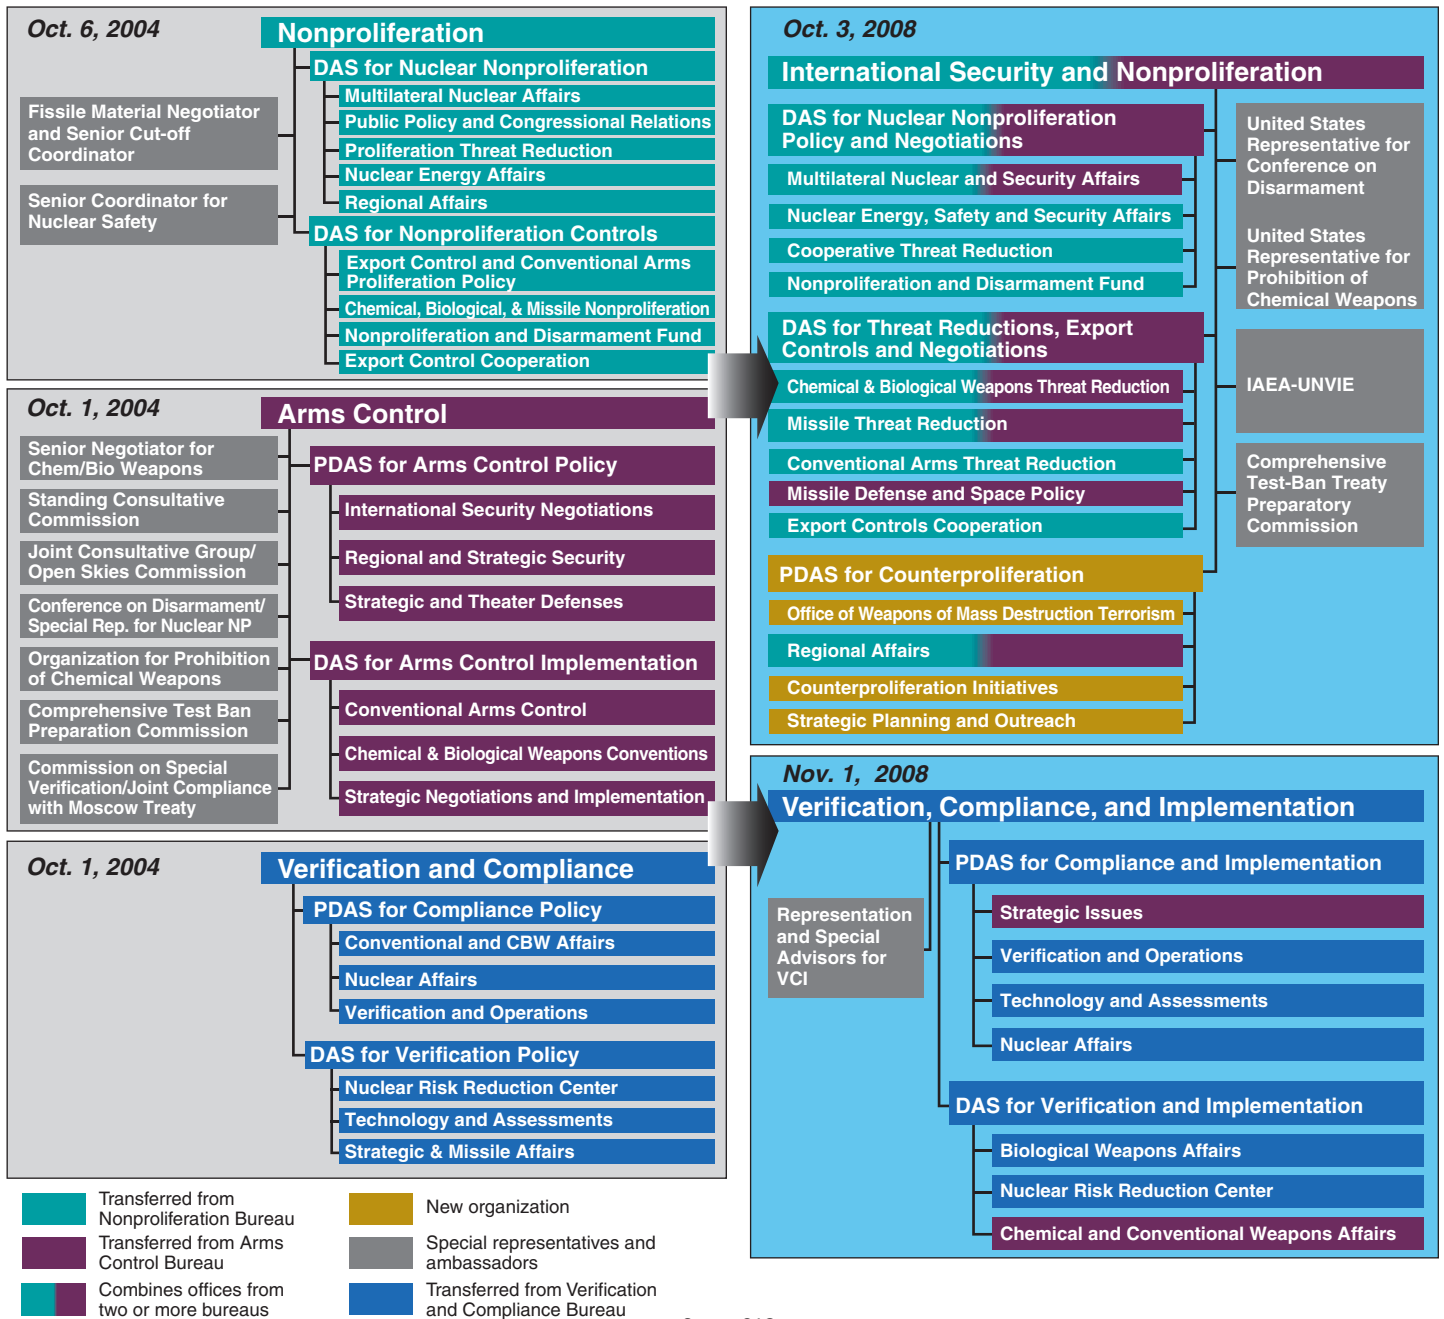 Oct. 6, 2004
Nonproliferation
DAS for Nuclear Nonproliferation
Multilateral Nuclear Affairs
Public Policy and Congressional Relations
Proliferation Threat Reduction
Nuclear Energy Affairs
Regional Affairs
DAS for Nonproliferation Controls
Export Control and Conventional Arms
Proliferation Policy
Chemical, Biological, & Missile Nonproliferation
Nonproliferation and Disarmament Fund
Export Control Cooperation
Fissile Material Negotiator
and Senior Cut-off
Coordinator
Senior Coordinator for
Nuclear Safety
Oct. 1, 2004
Arms Control
Senior Negotiator for
Chem/Bio Weapons
Standing Consultative
Commission
Joint Consultative Group/
Open Skies Commission
Conference on Disarmament/
Special Rep. for Nuclear NP
Organization for Prohibition
of Chemical Weapons
Comprehensive Test Ban
Preparation Commission
Commission on Special
Verification/Joint Compliance
with Moscow Treaty
PDAS for Arms Control Policy
International Security Negotiations
Regional and Strategic Security
Strategic and Theater Defenses
DAS for Arms Control Implementation
Conventional Arms Control
Chemical & Biological Weapons Conventions
Strategic Negotiations and Implementation
Oct. 1, 2004
Verification and Compliance
PDAS for Compliance Policy
Conventional and CBW Affairs
Nuclear Affairs
Verification and Operations
DAS for Verification Policy
Nuclear Risk Reduction Center
Technology and Assessments
Strategic & Missile Affairs
Oct. 3, 2008
International Security and Nonproliferation
DAS for Nuclear Nonproliferation
Policy and Negotiations
Multilateral Nuclear and Security Affairs
Nuclear Energy, Safety and Security Affairs
Cooperative Threat Reduction
Nonproliferation and Disarmament Fund
DAS for Threat Reductions, Export
Controls and Negotiations
Chemical & Biological Weapons Threat Reduction
Missile Threat Reduction
Conventional Arms Threat Reduction
Missile Defense and Space Policy
Export Controls Cooperation
PDAS for Counterproliferation
Office of Weapons of Mass Destruction Terrorism
Regional Affairs
Counterproliferation Initiatives
Strategic Planning and Outreach
United States
Representative for
Conference on
Disarmament
United States
Representative for
Prohibition of
Chemical Weapons
IAEA-UNVIE
Comprehensive
Test-Ban Treaty
Preparatory
Commission
Nov. 1, 2008
Verification, Compliance, and Implementation
Representation
and Special
Advisors for
VCI
PDAS for Compliance and Implementation
Strategic Issues
Verification and Operations
Technology and Assessments
Nuclear Affairs
DAS for Verification and Implementation
Biological Weapons Affairs
Nuclear Risk Reduction Center
Chemical and Conventional Weapons Affairs
Transferred from
Nonproliferation Bureau
Transferred from Arms
Control Bureau
Combines offices from
two or more bureaus
New organization
Special representatives and
ambassadors
Transferred from Verification
and Compliance Bureau